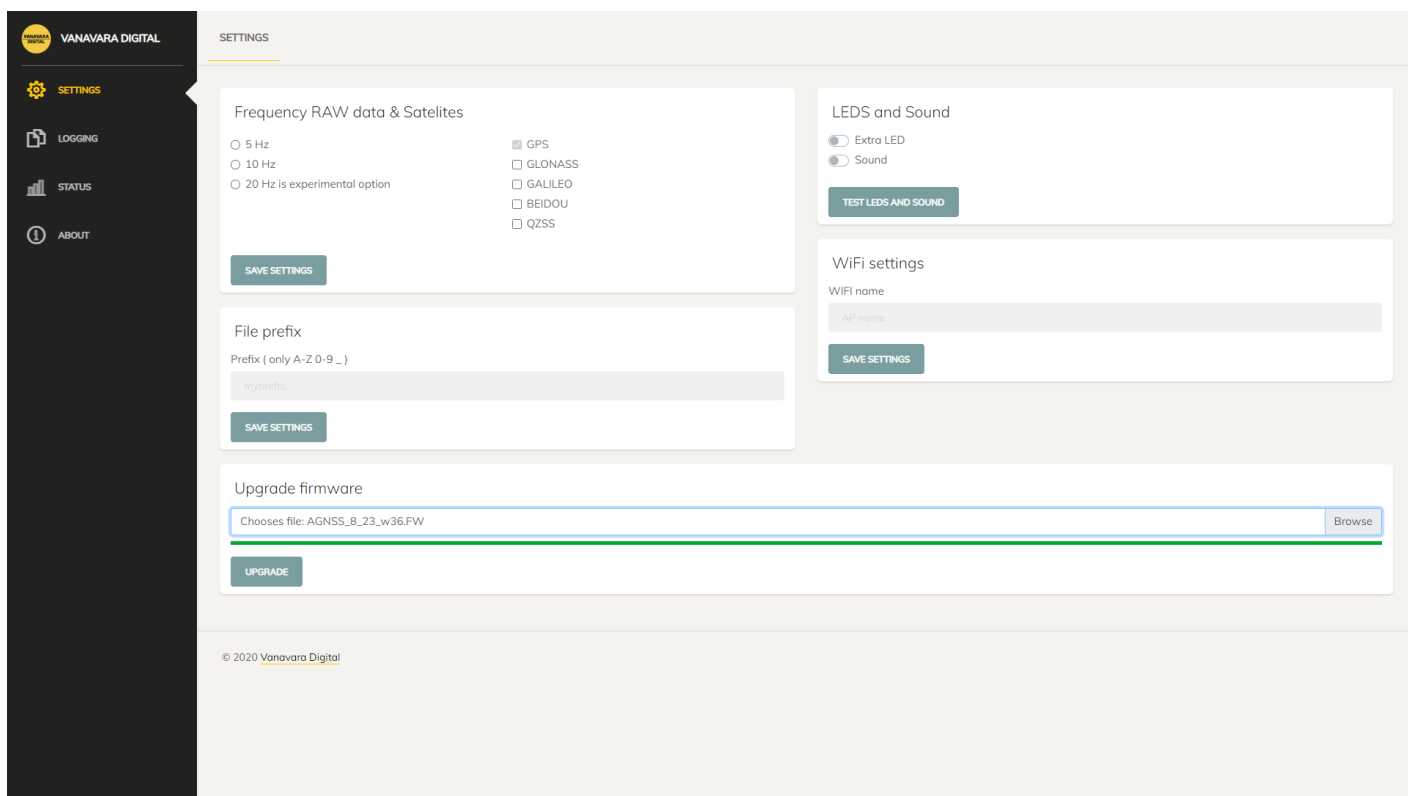 VANAVARA DIGITAL
VANAVARA DIGITAL
SETTINGS
LOGGING
STATUS
ABOUT
SETTINGS
Frequency RAW data & Satelites
5 Hz
10 Hz
20 Hz is experimental option
GPS
GLONASS
GALILEO
BEIDOU
QZSS
SAVE SETTINGS
File prefix
Prefix ( only A-Z 0-9 _ )
myprefix_
SAVE SETTINGS
LEDS and Sound
Extra LED
Sound
TEST LEDS AND SOUND
WiFi settings
WIFI name
AP name
SAVE SETTINGS
Upgrade firmware
Chooses file: AGNSS_8_23_w36.FW
Browse
UPGRADE
© 2020 Vanavara Digital